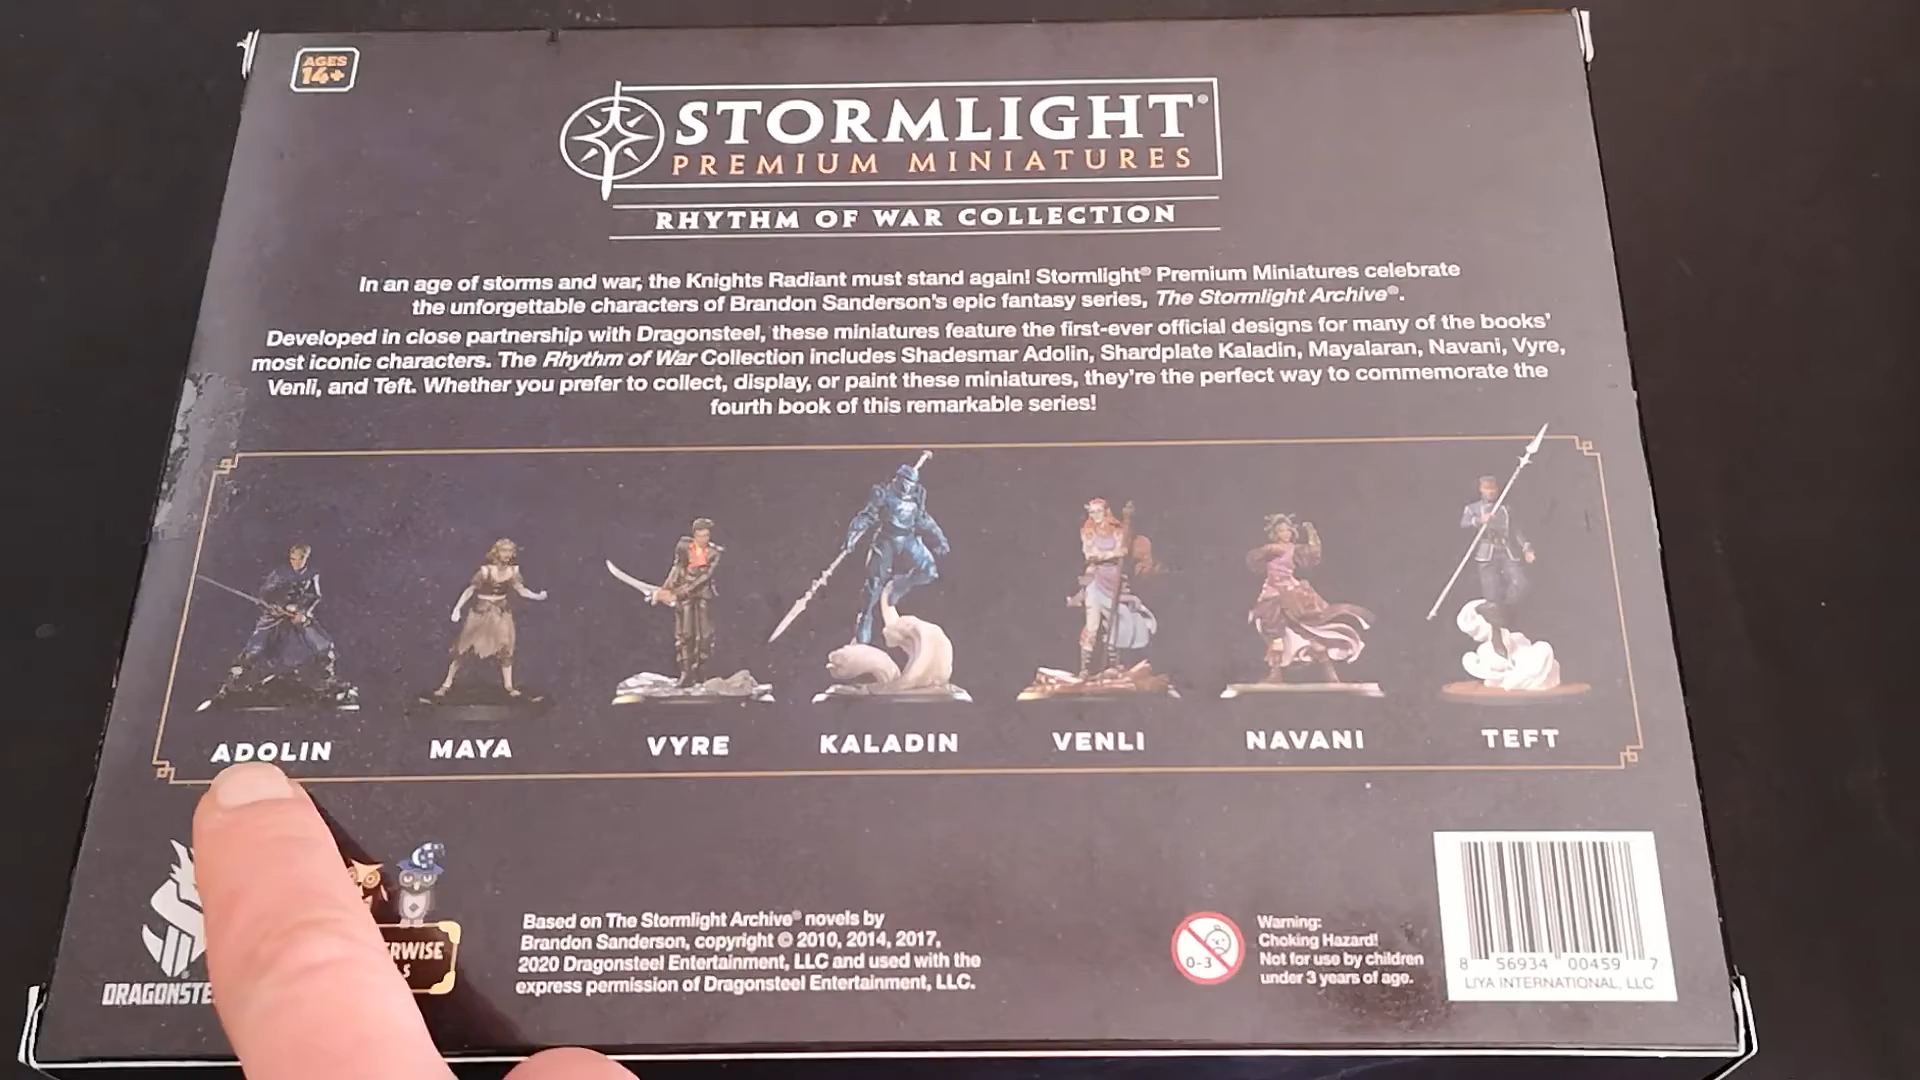 AGES
14+
STORMLIGHT®
PREMIUM MINIATURES
RHYTHM OF WAR COLLECTION
In an age of storms and war, the Knights Radiant must stand again! Stormlight® Premium Miniatures celebrate
the unforgettable characters of Brandon Sanderson's epic fantasy series, The Stormlight Archive®.
Developed in close partnership with Dragonsteel, these miniatures feature the first-ever official designs for many of the books'
most iconic characters. The Rhythm of War Collection includes Shadesmar Adolin, Shardplate Kaladin, Mayalaran, Navani, Vyre,
Venli, and Teft. Whether you prefer to collect, display, or paint these miniatures, they're the perfect way to commemorate the
fourth book of this remarkable series!
ADOLIN MAYA VYRE KALADIN VENLI NAVANI TEFT
DRAGONSTE
RWISE
S
Based on The Stormlight Archive® novels by
Brandon Sanderson, copyright © 2010, 2014, 2017,
2020 Dragonsteel Entertainment, LLC and used with the
express permission of Dragonsteel Entertainment, LLC.
0-3
Warning:
Choking Hazard!
Not for use by children
under 3 years of age.
8 56934 00459 7
LIYA INTERNATIONAL, LLC